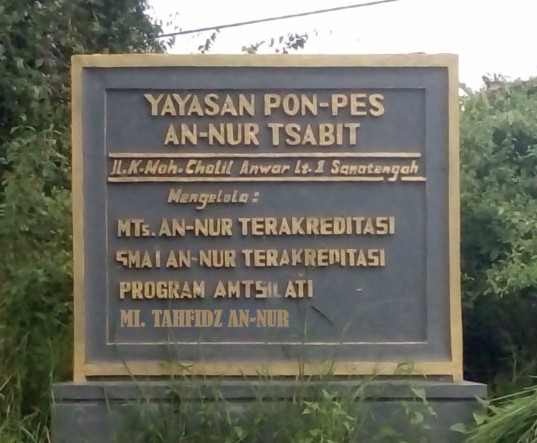 YAYASAN PON-PES
AN-NUR TSABIT
JL.K.Moh.Cholil Anwar Lt.II Sanatengah
Mengelola :
MTs. AN-NUR TERAKREDITASI
SMA I AN-NUR TERAKREDITASI
PROGRAM AMTSILATI
MI. TAHFIDZ AN-NUR